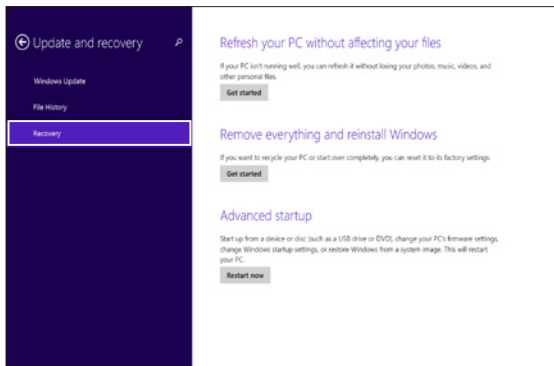 Update and recovery
Windows Update
File History
Recovery
Refresh your PC without affecting your files
If your PC isn't running well, you can refresh it without losing your photos, music, videos, and
other personal files.
Get started
Remove everything and reinstall Windows
If you want to recycle your PC or start over completely, you can reset it to its factory settings.
Get started
Advanced startup
Start up from a device or disc (such as a USB drive or DVD), change your PC's firmware settings,
change Windows startup settings, or restore Windows from a system image. This will restart
your PC.
Restart now